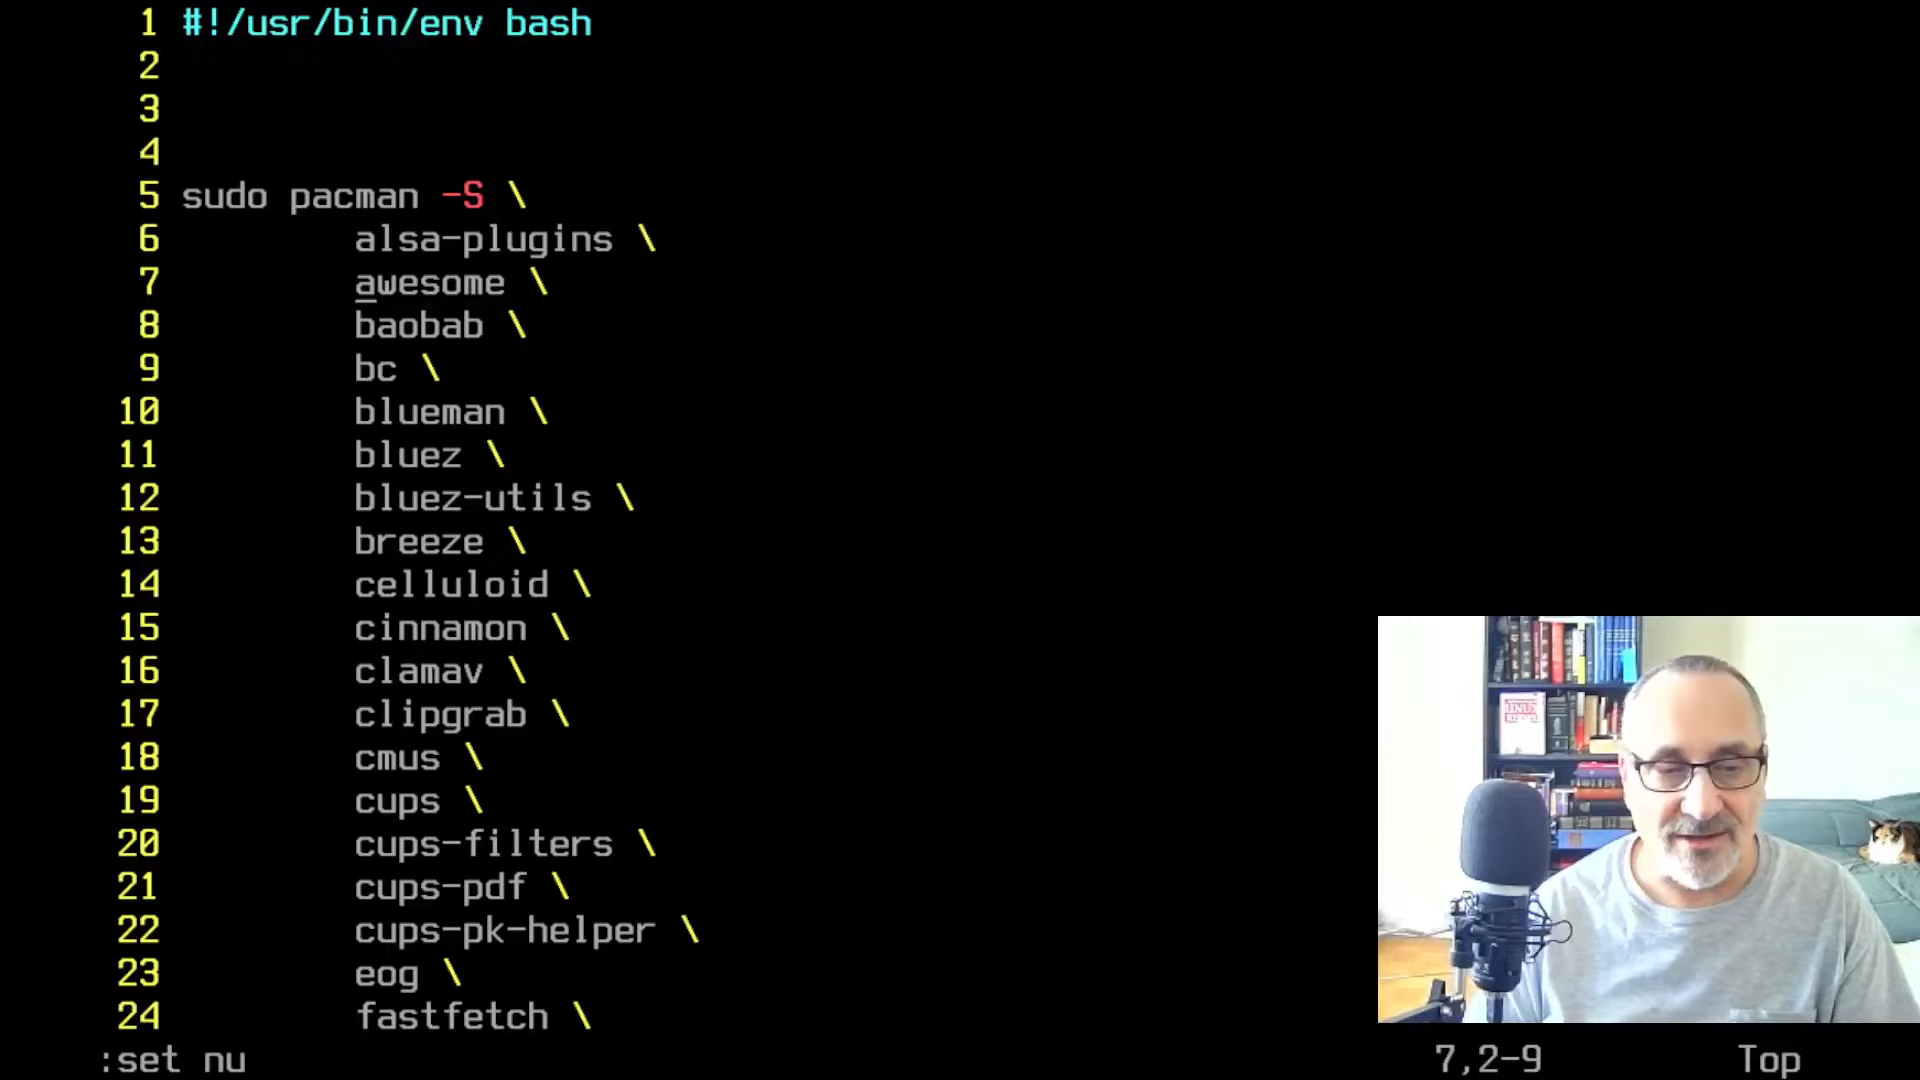 1 #!/usr/bin/env bash
2
3
4
5 sudo pacman -S \
6 alsa-plugins \
7 awesome \
8 baobab \
9 bc \
10 blueman \
11 bluez \
12 bluez-utils \
13 breeze \
14 celluloid \
15 cinnamon \
16 clamav \
17 clipgrab \
18 cmus \
19 cups \
20 cups-filters \
21 cups-pdf \
22 cups-pk-helper \
23 eog \
24 fastfetch \
:set nu 7,2-9 Top